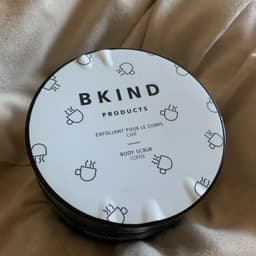 BKIND
PRODUCTS
EXFOLIANT POUR LE CORPS
CAFÉ
BODY SCRUB
COFFEE